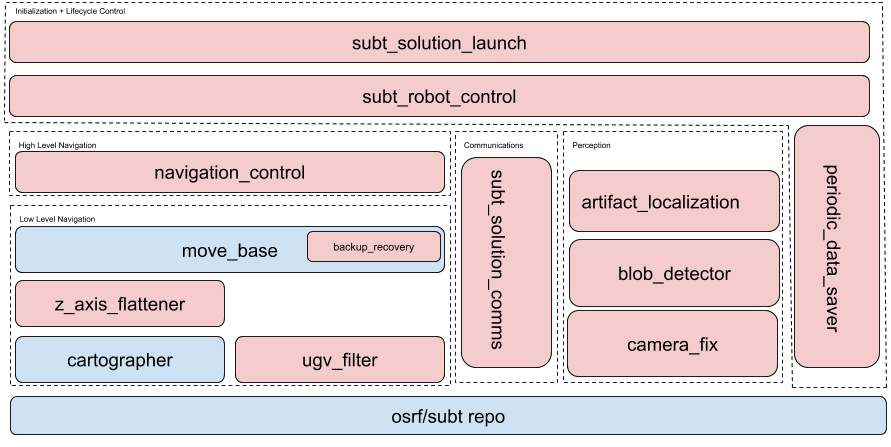 Initialization + Lifecycle Control
subt_solution_launch
subt_robot_control
High Level Navigation
navigation_control
Low Level Navigation
move_base
backup_recovery
z_axis_flattener
cartographer
ugv_filter
Communications
subt_solution_comms
Perception
artifact_localization
blob_detector
camera_fix
periodic_data_saver
osrf/subt repo